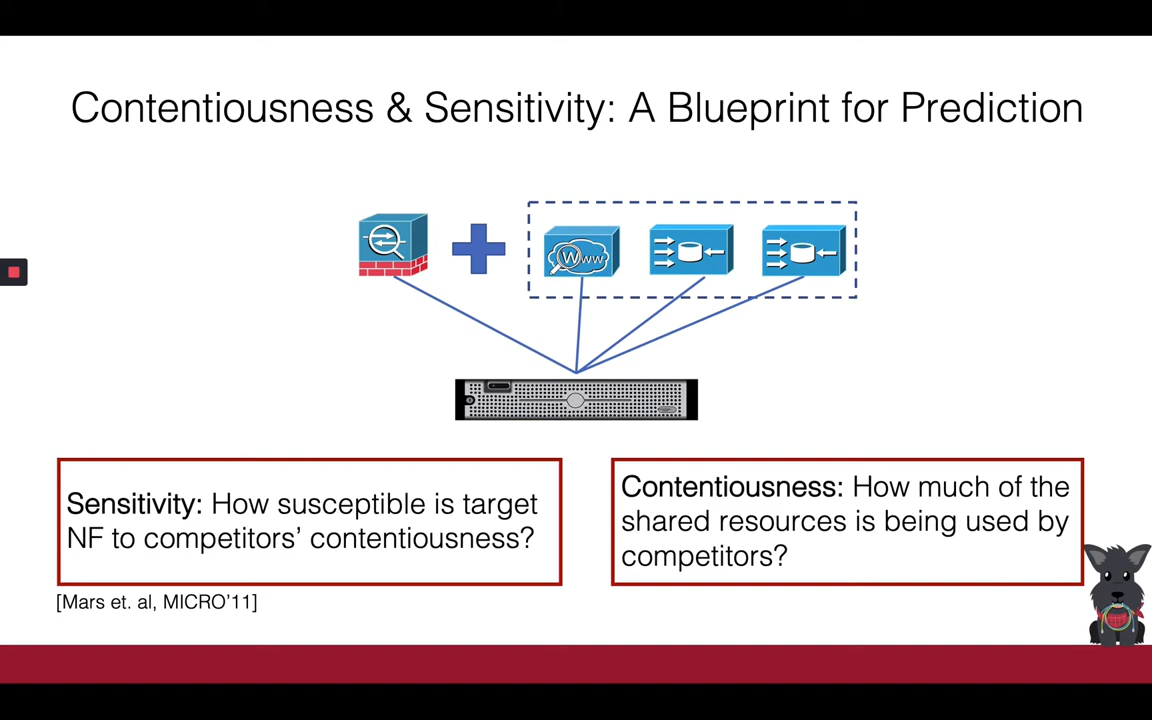 Contentiousness & Sensitivity: A Blueprint for Prediction
Www
Sensitivity: How susceptible is target
NF to competitors’ contentiousness?
Contentiousness: How much of the
shared resources is being used by
competitors?
[Mars et. al, MICRO’11]